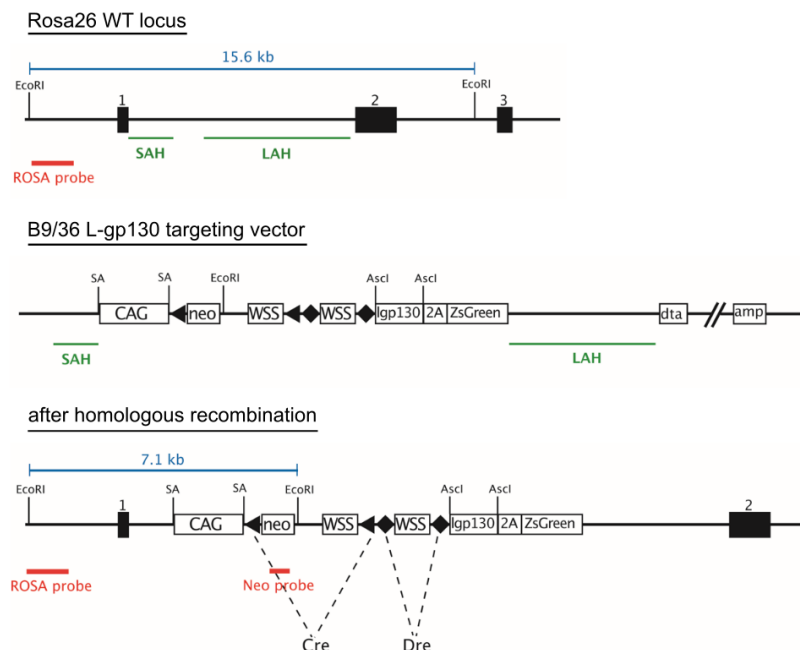 Rosa26 WT locus
15.6 kb
EcoRI EcoRI
1 2 3
SAH LAH
ROSA probe
B9/36 L-gp130 targeting vector
SA SA EcoRI AscI AscI
CAG neo WSS WSS lgp130 2A ZsGreen dta amp
SAH LAH
after homologous recombination
7.1 kb
EcoRI SA SA EcoRI AscI AscI
1 2
CAG neo WSS WSS lgp130 2A ZsGreen
ROSA probe Neo probe
Cre Dre